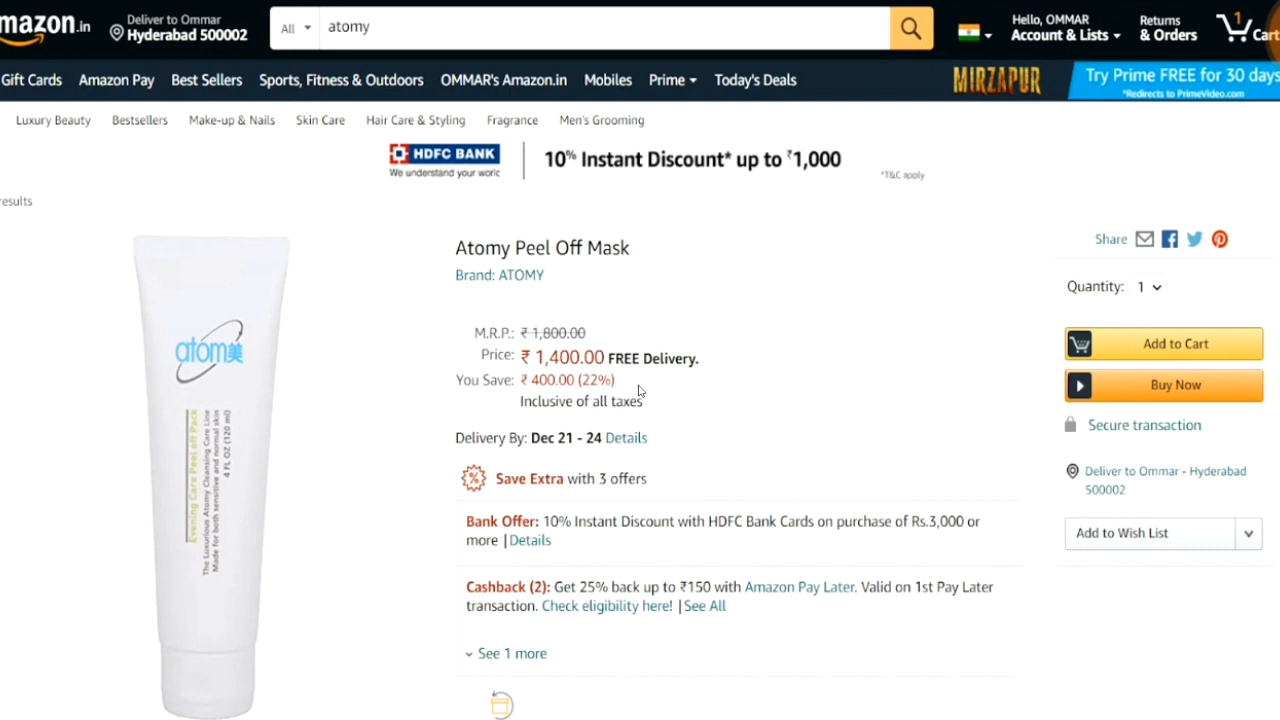 mazon.in
Deliver to Ommar
Hyderabad 500002
All
atomy
Hello, OMMAR
Account & Lists
Returns
& Orders
1
Cart
Gift Cards Amazon Pay Best Sellers Sports, Fitness & Outdoors OMMAR's Amazon.in Mobiles Prime Today's Deals
MIRZAPUR
Try Prime FREE for 30 days
*Redirects to PrimeVideo.com
Luxury Beauty Bestsellers Make-up & Nails Skin Care Hair Care & Styling Fragrance Men's Grooming
HDFC BANK
We understand your world
10% Instant Discount* up to ₹1,000
*T&C apply
results
atom美
Evening Care Peel off Pack
The Luxurious Atomy Cleansing Care Line
Made for both sensitive and normal skin
4 FL OZ (120 ml)
Atomy Peel Off Mask
Brand: ATOMY
M.R.P.: ₹ 1,800.00
Price: ₹ 1,400.00 FREE Delivery.
You Save: ₹ 400.00 (22%)
Inclusive of all taxes
Delivery By: Dec 21 - 24 Details
% Save Extra with 3 offers
Bank Offer: 10% Instant Discount with HDFC Bank Cards on purchase of Rs.3,000 or
more | Details
Cashback (2): Get 25% back up to ₹150 with Amazon Pay Later. Valid on 1st Pay Later
transaction. Check eligibility here! | See All
See 1 more
Share
Quantity: 1
Add to Cart
Buy Now
Secure transaction
Deliver to Ommar - Hyderabad
500002
Add to Wish List